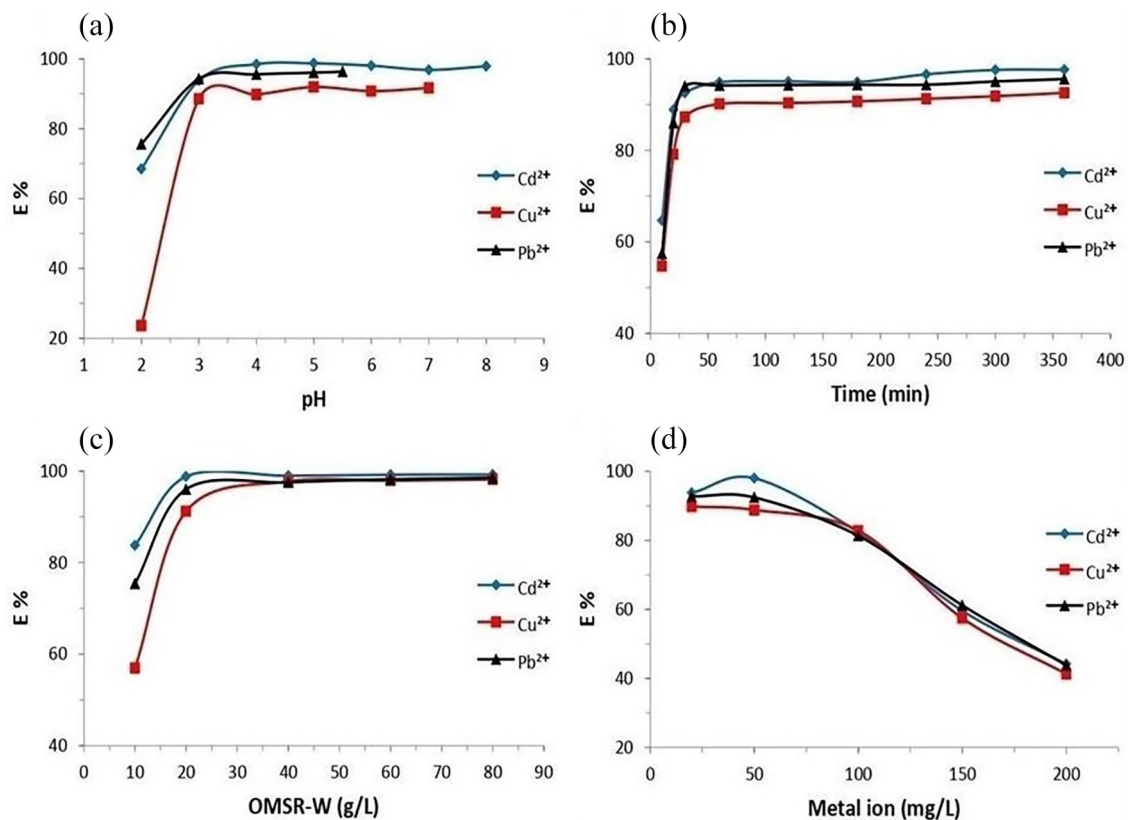 (a)
100
80
60
40
20
E %
1 2 3 4 5 6 7 8 9
pH
Cd²⁺
Cu²⁺
Pb²⁺
(b)
100
80
60
40
E %
0 50 100 150 200 250 300 350 400
Time (min)
Cd²⁺
Cu²⁺
Pb²⁺
(c)
100
80
60
40
E %
0 10 20 30 40 50 60 70 80 90
OMSR-W (g/L)
Cd²⁺
Cu²⁺
Pb²⁺
(d)
100
80
60
40
20
E %
0 50 100 150 200
Metal ion (mg/L)
Cd²⁺
Cu²⁺
Pb²⁺